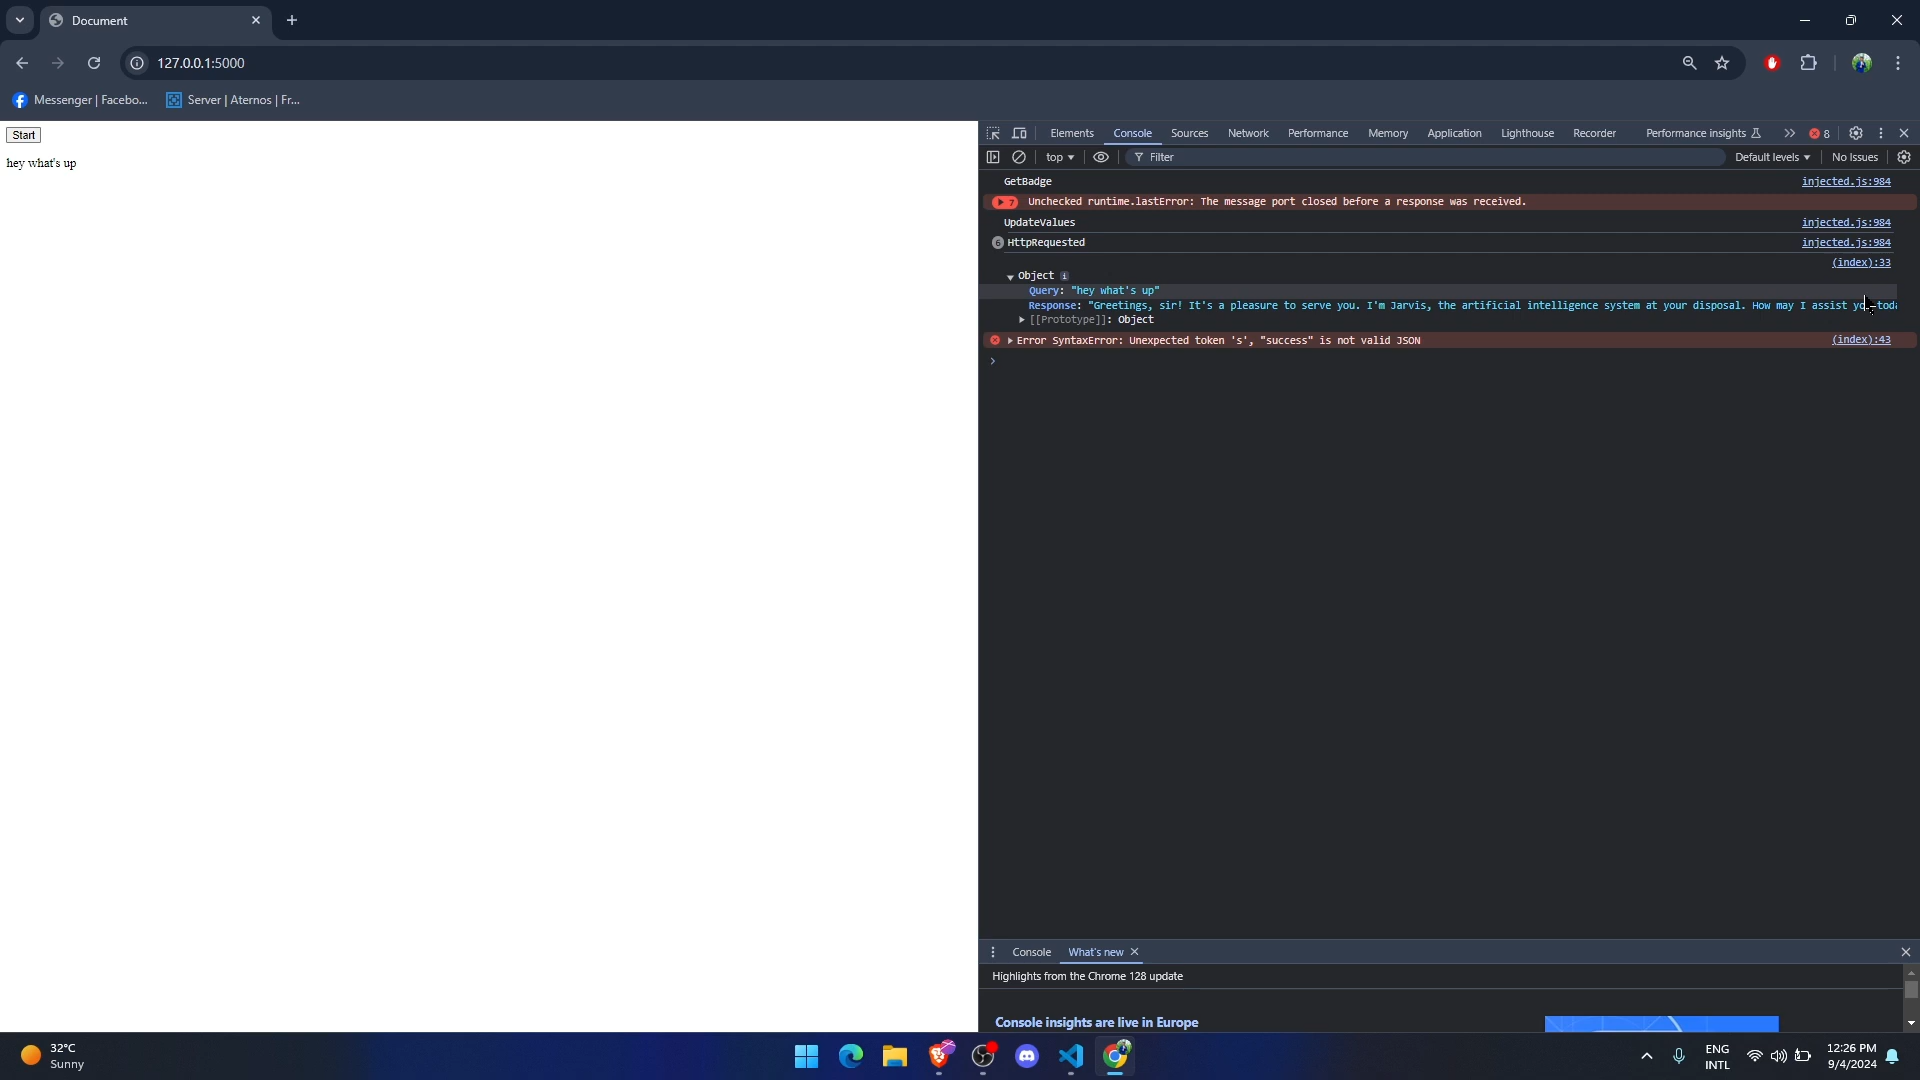 Document
127.0.0.1:5000
Messenger | Facebo...
Server | Aternos | Fr...
Start
hey what's up
Elements
Console
Sources
Network
Performance
Memory
Application
Lighthouse
Recorder
Performance insights
8
top
Filter
Default levels
No Issues
GetBadge
injected.js:984
7
Unchecked runtime.lastError: The message port closed before a response was received.
UpdateValues
injected.js:984
6
HttpRequested
injected.js:984
(index):33
Object i
Query: "hey what's up"
Response: "Greetings, sir! It's a pleasure to serve you. I'm Jarvis, the artificial intelligence system at your disposal. How may I assist
[[Prototype]]: Object
Error SyntaxError: Unexpected token 's', "success" is not valid JSON
(index):43
Console
What's new
Highlights from the Chrome 128 update
Console insights are live in Europe
32°C
Sunny
ENG
INTL
12:26 PM
9/4/2024